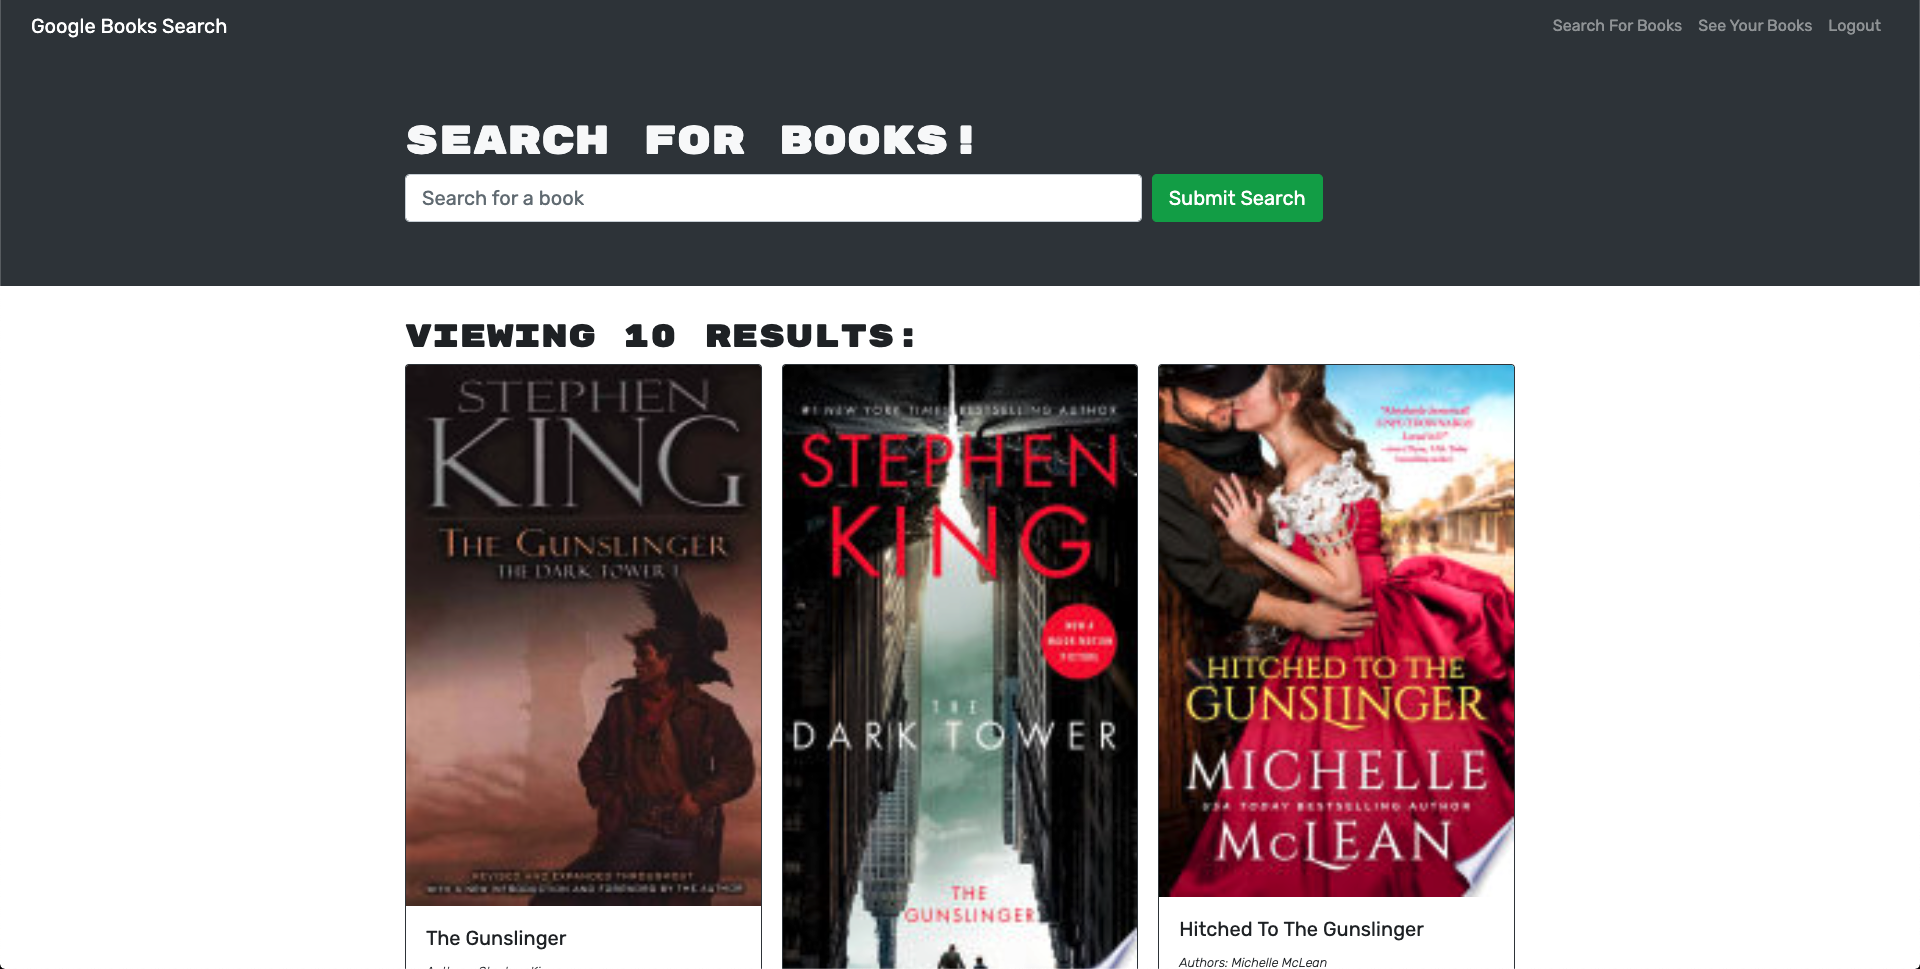 Google Books Search
Search For Books
See Your Books
Logout
SEARCH FOR BOOKS!
Search for a book
Submit Search
VIEWING 10 RESULTS:
STEPHEN
KING
THE GUNSLINGER
THE DARK TOWER I
REVISED AND EXPANDED THROUGHOUT
WITH A NEW INTRODUCTION AND FOREWORD BY THE AUTHOR
The Gunslinger
Authors: Stephen King
#1 NEW YORK TIMES BESTSELLING AUTHOR
STEPHEN
KING
NOW A
MAJOR MOTION
PICTURE
THE
DARK TOWER
THE
GUNSLINGER
HITCHED TO THE
GUNSLINGER
MICHELLE
USA TODAY BESTSELLING AUTHOR
McLEAN
Hitched To The Gunslinger
Authors: Michelle McLean